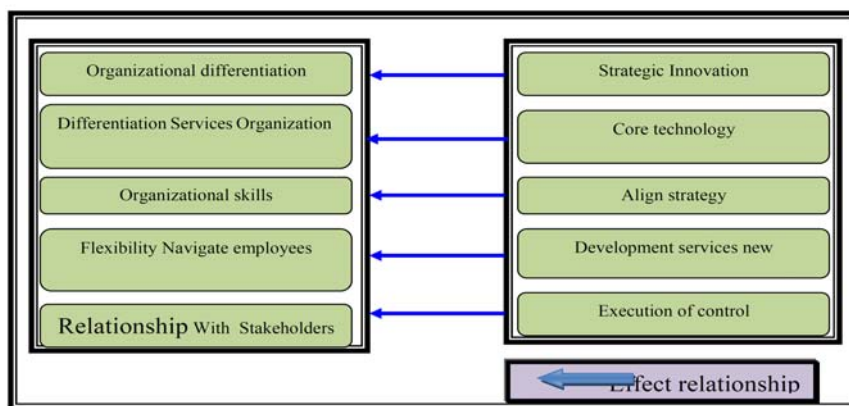 Organizational differentiation
Differentiation Services Organization
Organizational skills
Flexibility Navigate employees
Relationship With Stakeholders
Strategic Innovation
Core technology
Align strategy
Development services new
Execution of control
Effect relationship